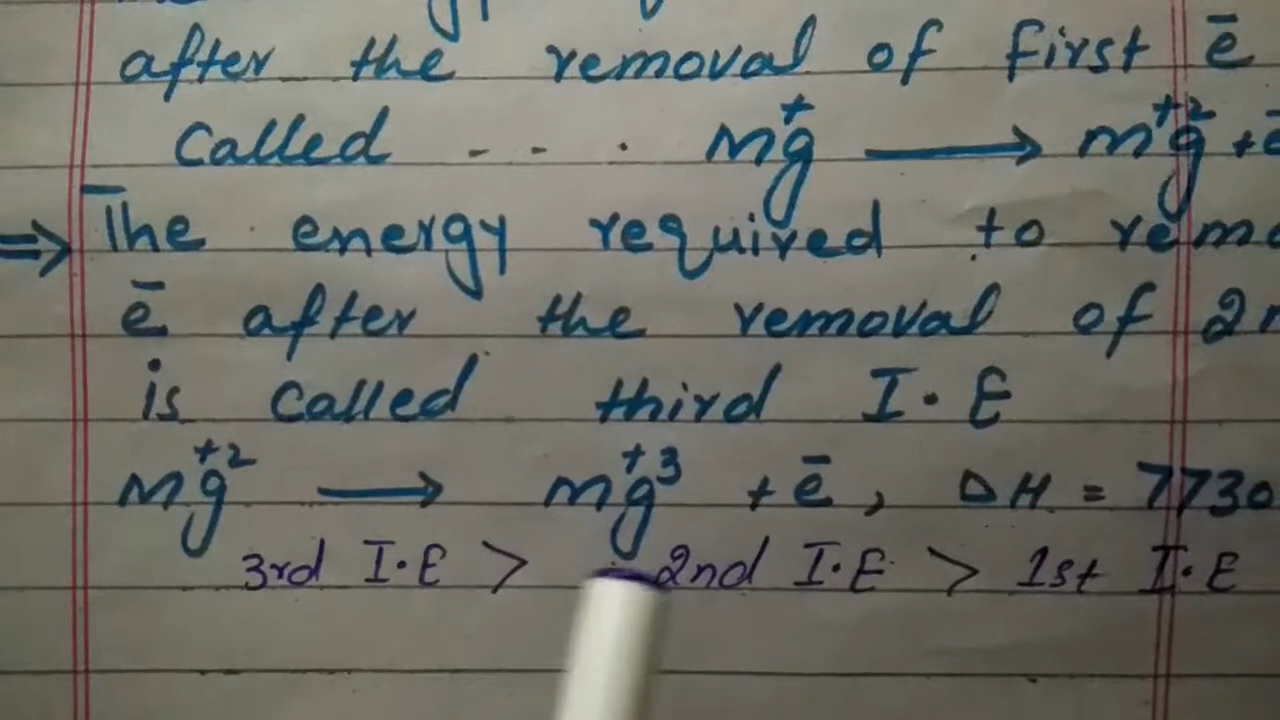 after the removal of first ē
called - - . Mg⁺ ⟶ Mg⁺² + ē
⇒ The energy required to
ē after the removal of
is called third I.E
Mg⁺² ⟶ Mg⁺³ + ē, ΔH = 7730
3rd I.E > 2nd I.E > 1st I.E